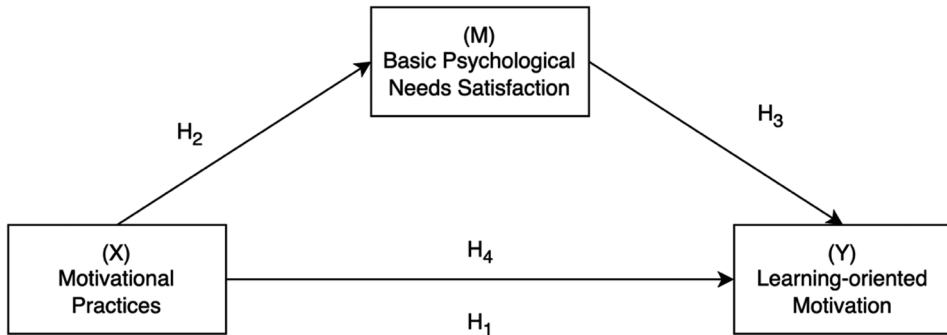 (M)
Basic Psychological
Needs Satisfaction
H2
H3
(X)
Motivational
Practices
H4
H1
(Y)
Learning-oriented
Motivation